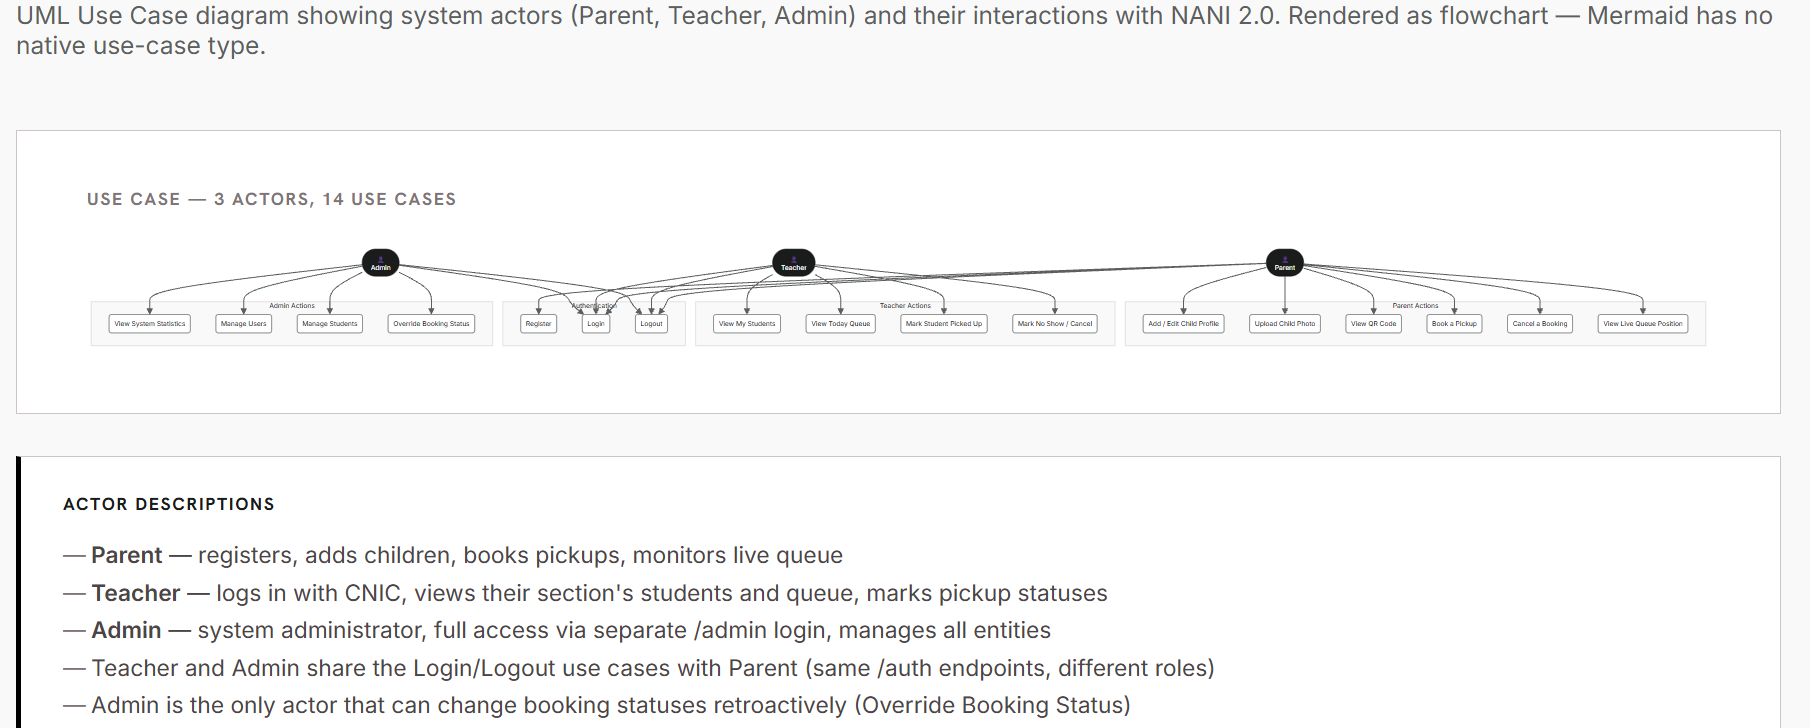 UML Use Case diagram showing system actors (Parent, Teacher, Admin) and their interactions with NANI 2.0. Rendered as flowchart — Mermaid has no
native use-case type.
USE CASE — 3 ACTORS, 14 USE CASES
Admin
Teacher
Parent
Admin Actions
Authentication
Teacher Actions
Parent Actions
View System Statistics
Manage Users
Manage Students
Override Booking Status
Register
Login
Logout
View My Students
View Today Queue
Mark Student Picked Up
Mark No Show / Cancel
Add / Edit Child Profile
Upload Child Photo
View QR Code
Book a Pickup
Cancel a Booking
View Live Queue Position
ACTOR DESCRIPTIONS
— Parent — registers, adds children, books pickups, monitors live queue
— Teacher — logs in with CNIC, views their section's students and queue, marks pickup statuses
— Admin — system administrator, full access via separate /admin login, manages all entities
— Teacher and Admin share the Login/Logout use cases with Parent (same /auth endpoints, different roles)
— Admin is the only actor that can change booking statuses retroactively (Override Booking Status)